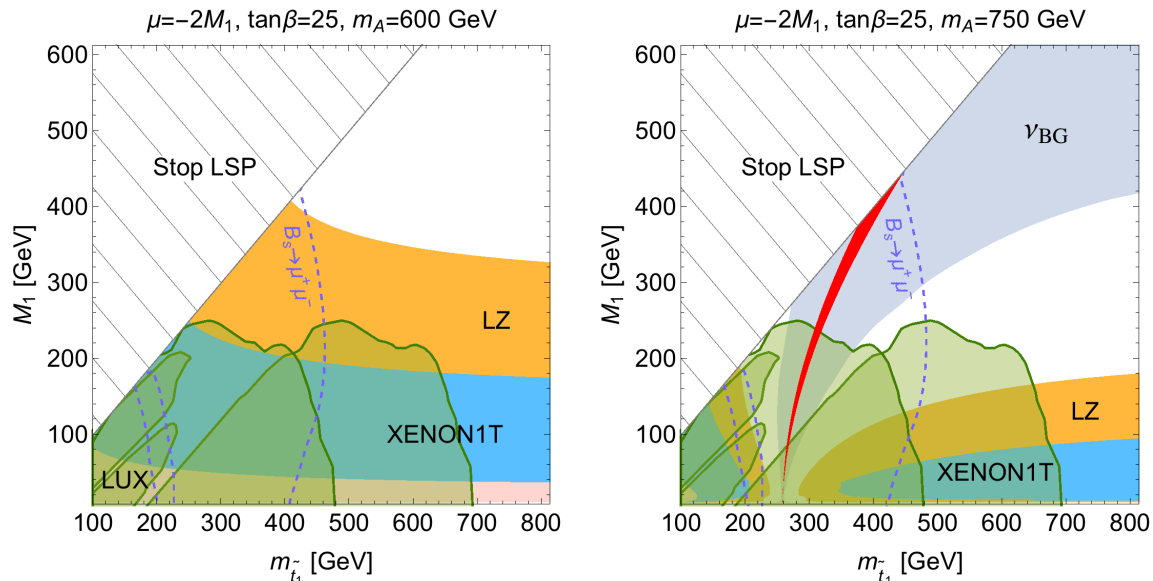 μ=−2M₁, tanβ=25, m_A=600 GeV
600
500
400
300
200
100
M₁ [GeV]
Stop LSP
B_s→μ⁺μ⁻
LZ
XENON1T
LUX
100 200 300 400 500 600 700 800
m_t̃₁ [GeV]
μ=−2M₁, tanβ=25, m_A=750 GeV
600
500
400
300
200
100
M₁ [GeV]
Stop LSP
ν_BG
B_s→μ⁺μ⁻
LZ
XENON1T
100 200 300 400 500 600 700 800
m_t̃₁ [GeV]